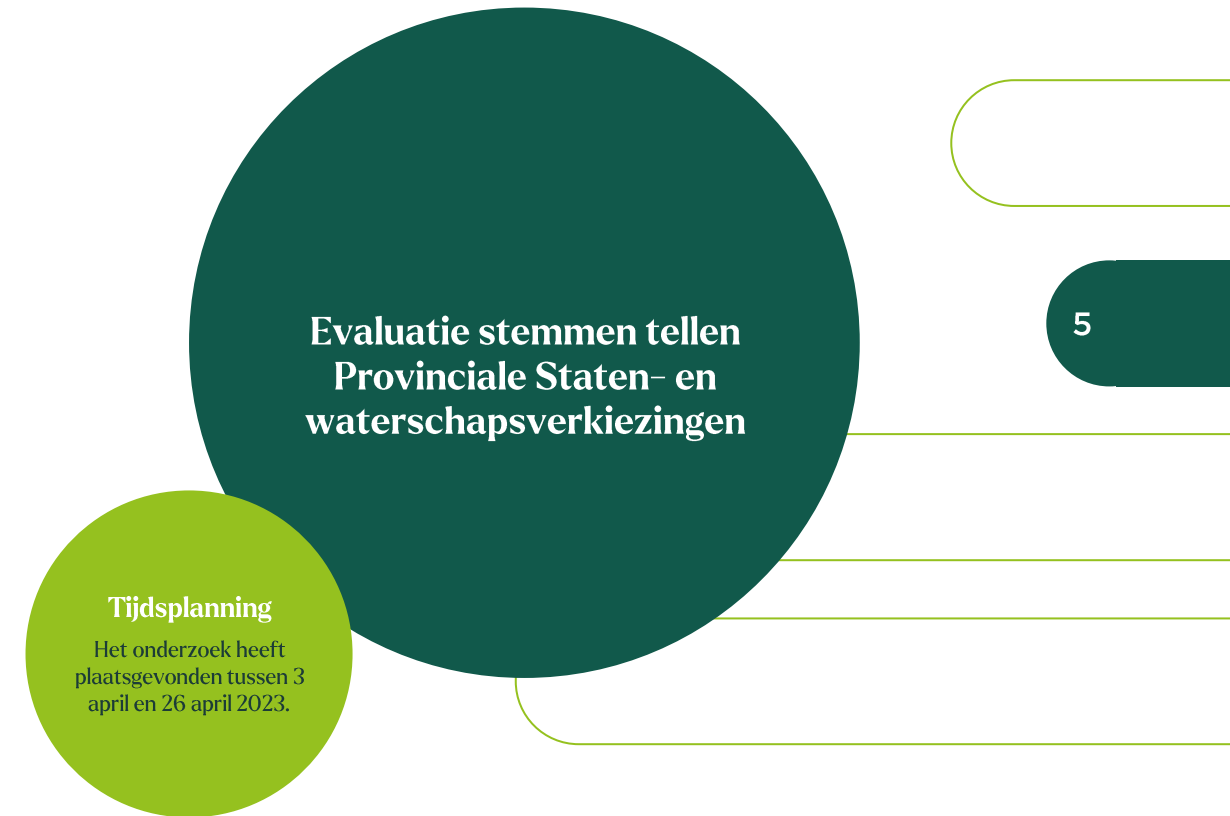 Evaluatie stemmen tellen
Provinciale Staten- en
waterschapsverkiezingen
5
Tijdsplanning
Het onderzoek heeft
plaatsgevonden tussen 3
april en 26 april 2023.